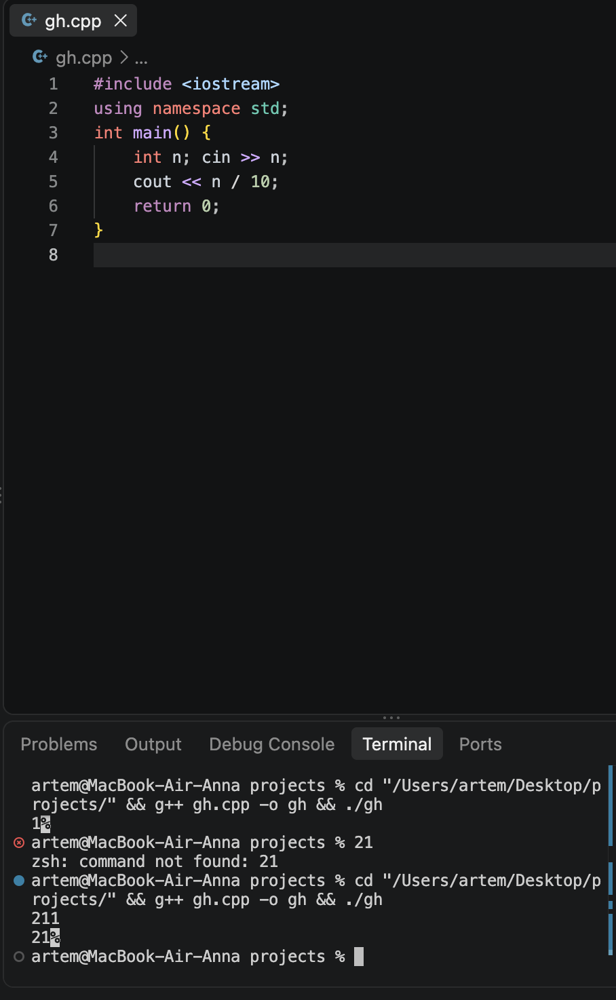 gh.cpp
gh.cpp > ...
1 #include <iostream>
2 using namespace std;
3 int main() {
4 int n; cin >> n;
5 cout << n / 10;
6 return 0;
7 }
8
Problems Output Debug Console Terminal Ports
artem@MacBook-Air-Anna projects % cd "/Users/artem/Desktop/p
rojects/" && g++ gh.cpp -o gh && ./gh
1%
artem@MacBook-Air-Anna projects % 21
zsh: command not found: 21
artem@MacBook-Air-Anna projects % cd "/Users/artem/Desktop/p
rojects/" && g++ gh.cpp -o gh && ./gh
211
21%
artem@MacBook-Air-Anna projects %